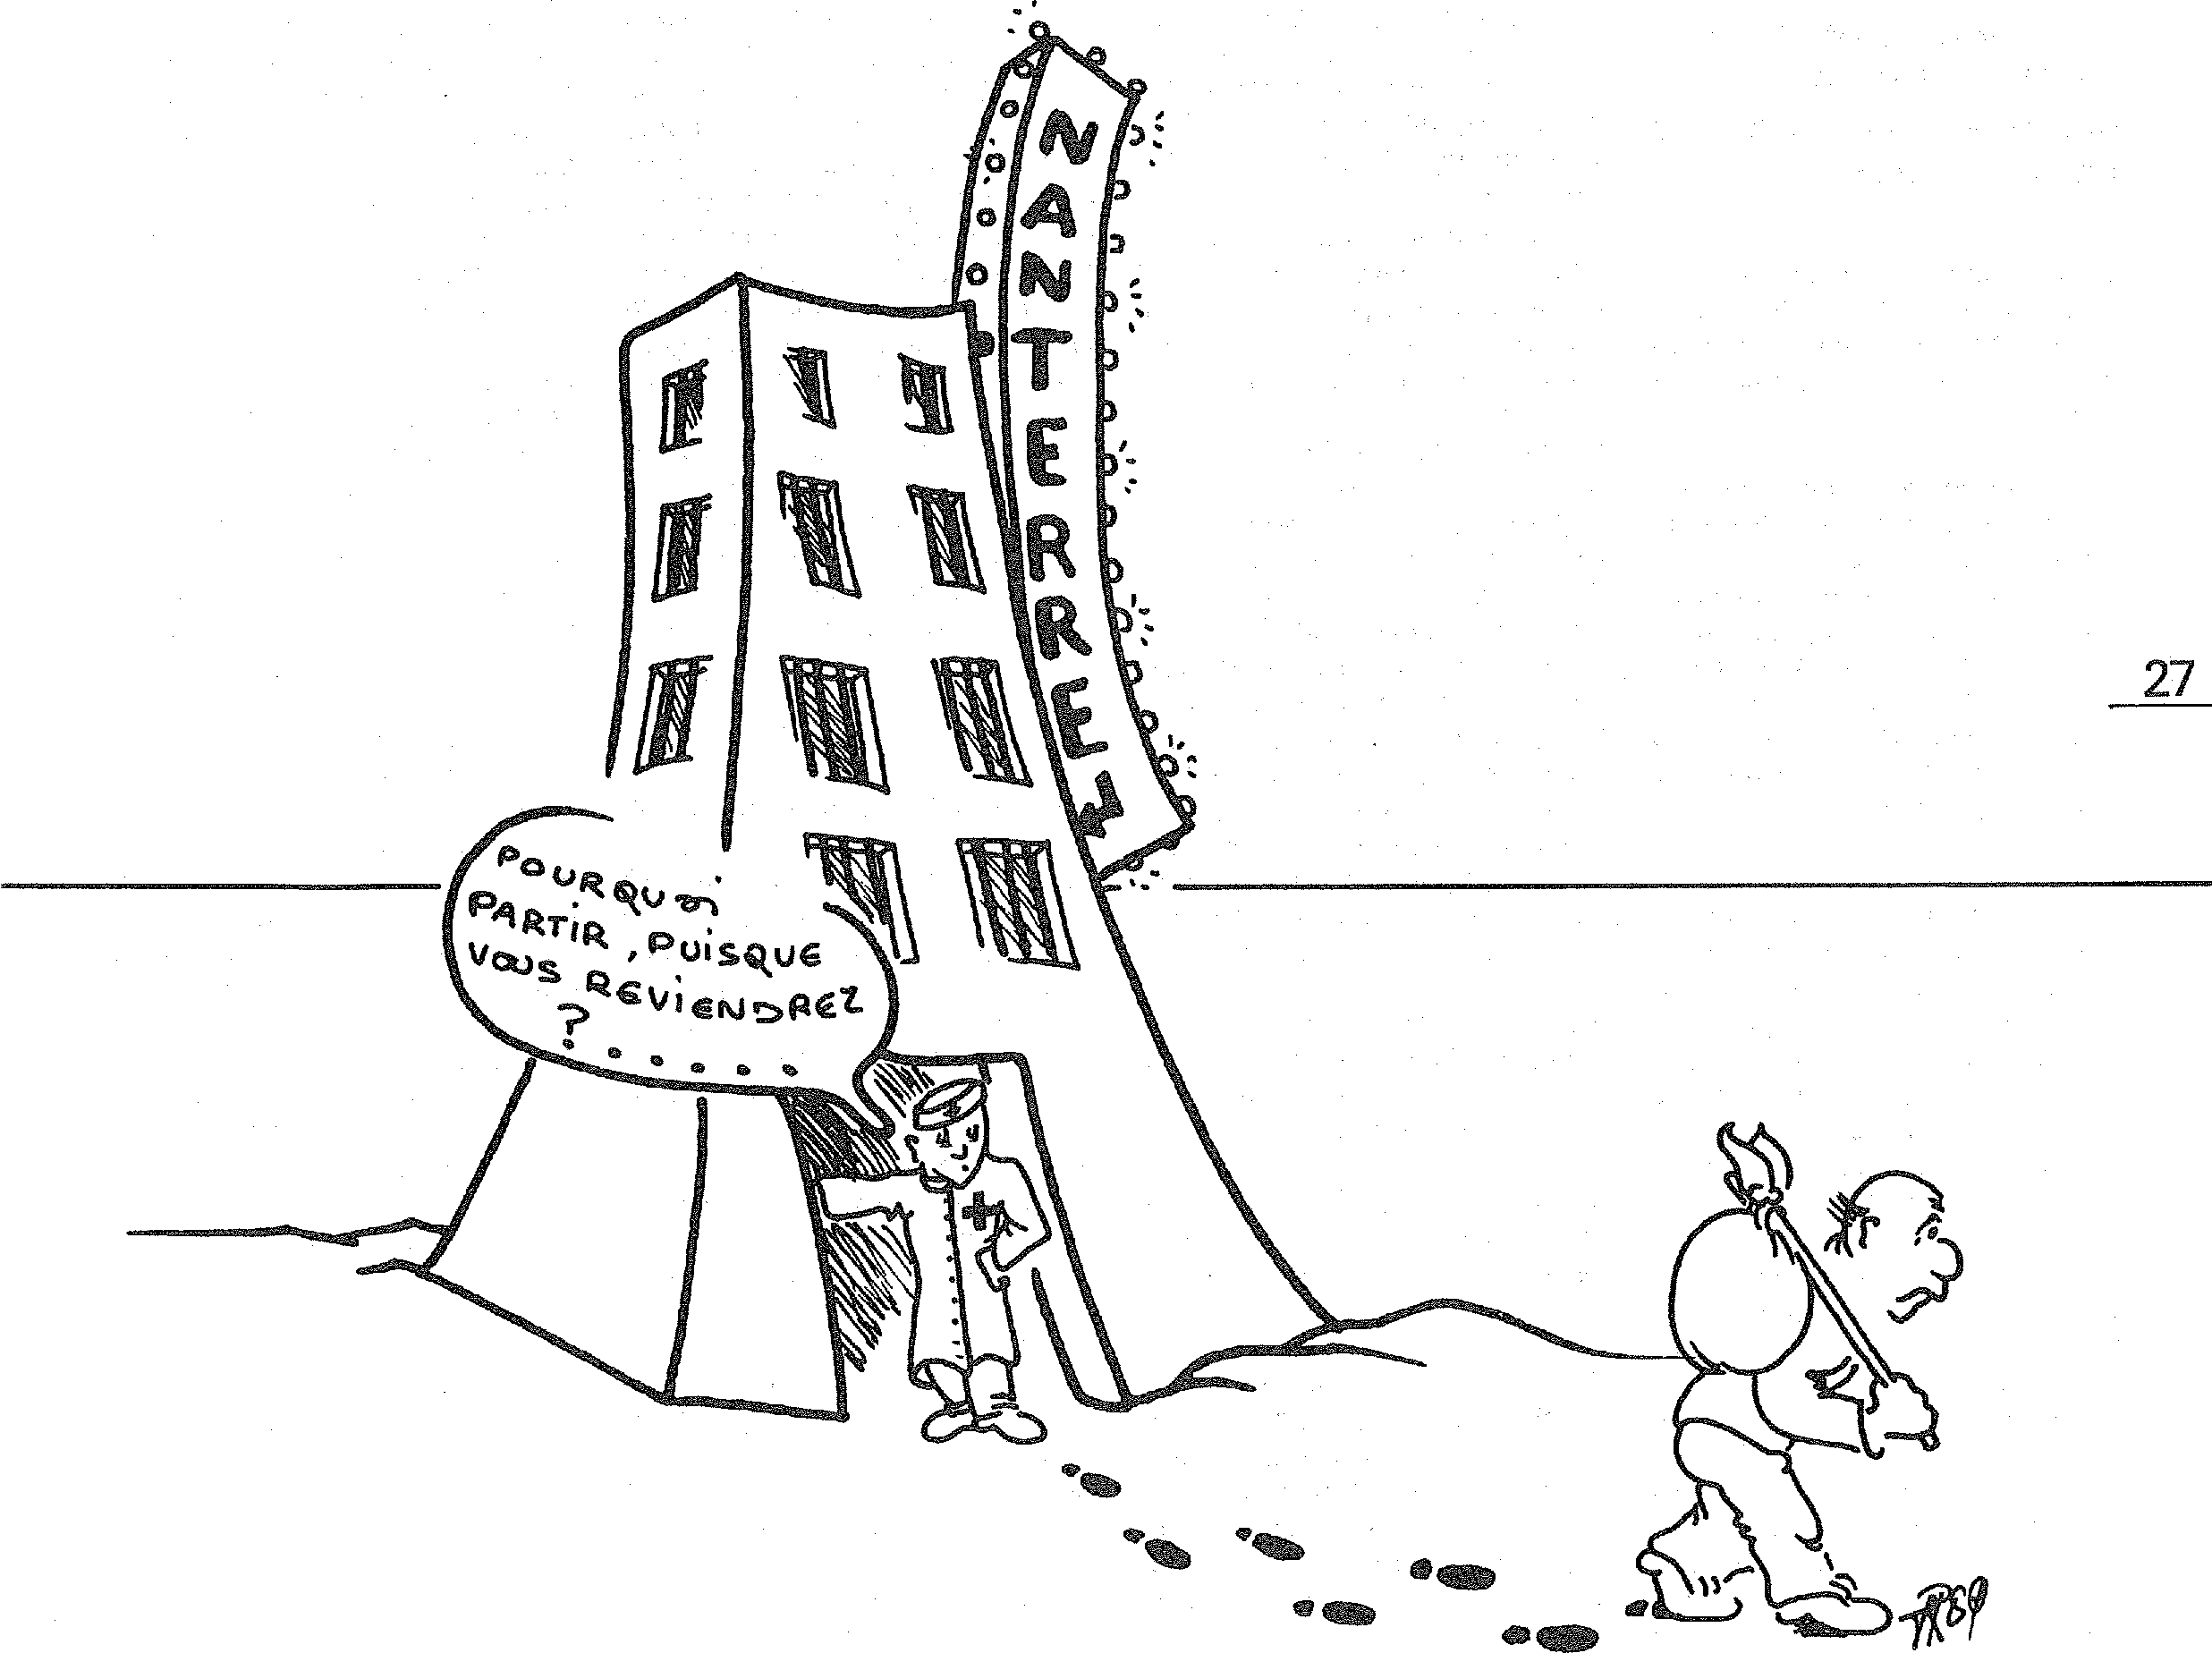 NANTERRE
27
POURQUOI
PARTIR, PUISQUE
VOUS REVIENDREZ
? . . . . .